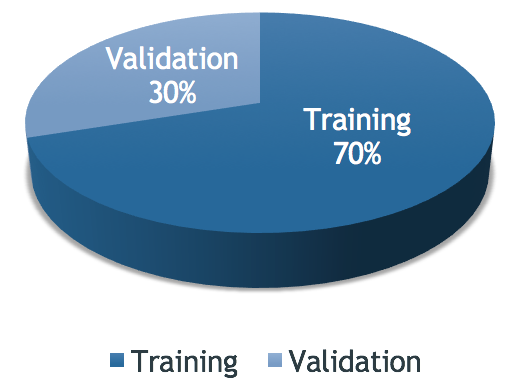 Validation
30%
Training
70%
Training Validation